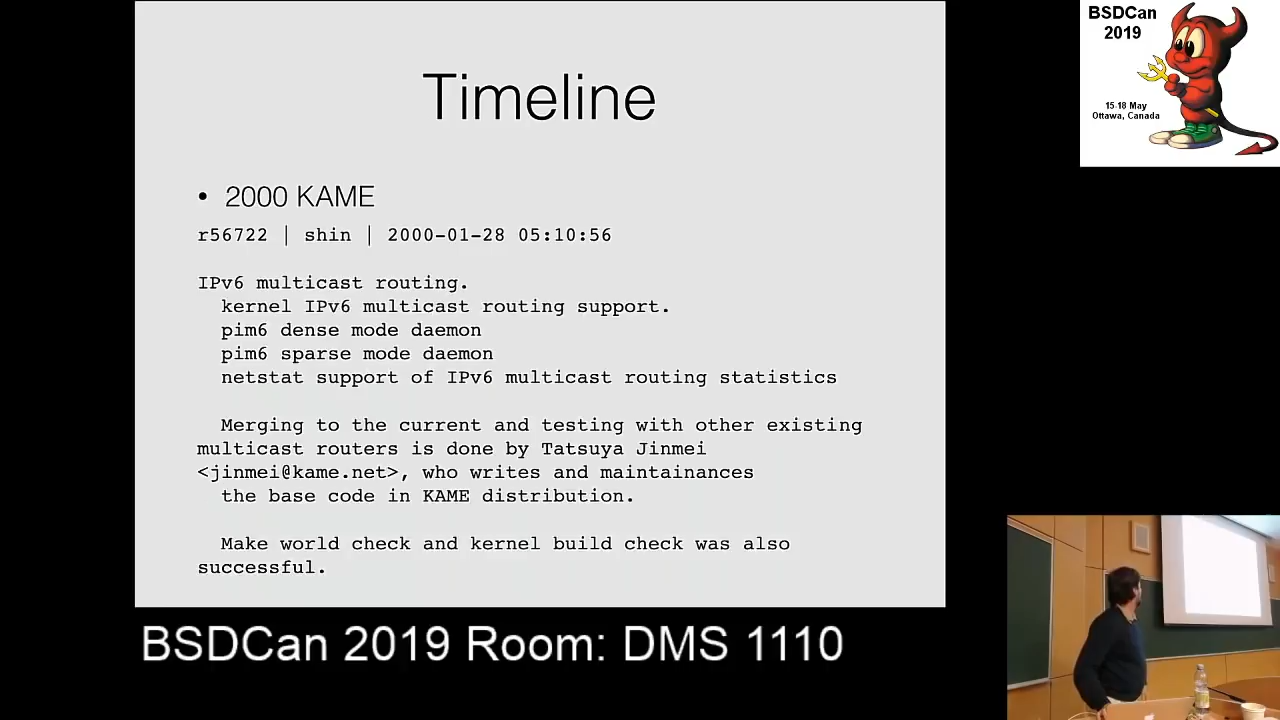 Timeline
• 2000 KAME
r56722 | shin | 2000-01-28 05:10:56
IPv6 multicast routing.
kernel IPv6 multicast routing support.
pim6 dense mode daemon
pim6 sparse mode daemon
netstat support of IPv6 multicast routing statistics
Merging to the current and testing with other existing
multicast routers is done by Tatsuya Jinmei
<jinmei@kame.net>, who writes and maintainances
the base code in KAME distribution.
Make world check and kernel build check was also
successful.
BSDCan 2019 Room: DMS 1110
BSDCan
2019
15-18 May
Ottawa, Canada